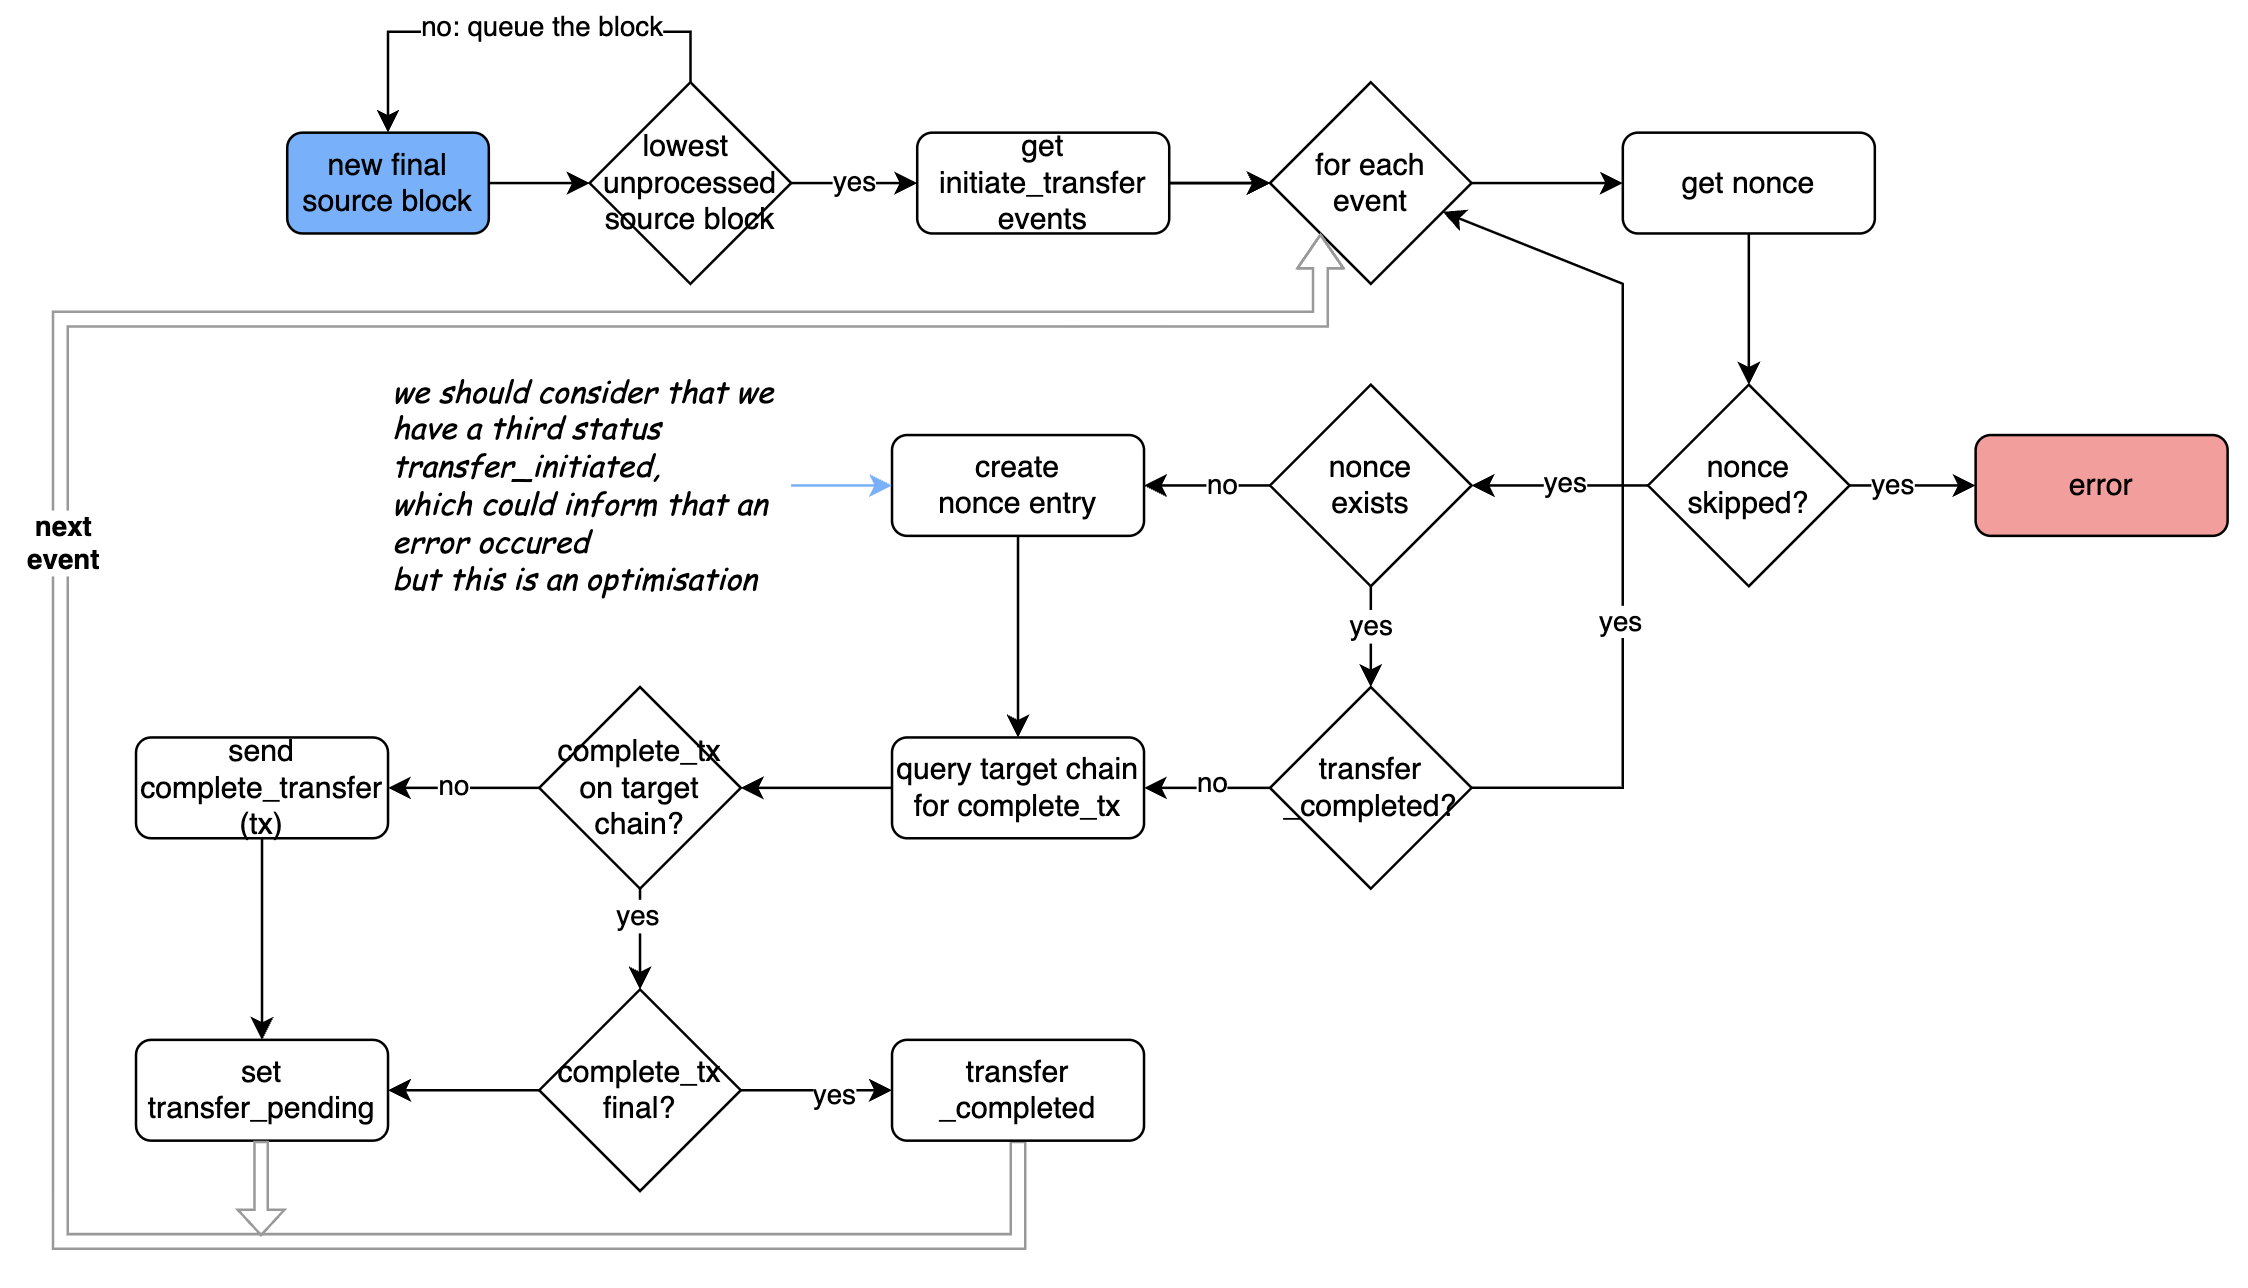 no: queue the block
new final
source block
lowest
unprocessed
source block
yes
get
initiate_transfer
events
for each
event
get nonce
we should consider that we
have a third status
transfer_initiated,
which could inform that an
error occured
but this is an optimisation
create
nonce entry
no
nonce
exists
yes
nonce
skipped?
yes
error
next
event
yes
yes
send
complete_transfer
(tx)
no
complete_tx
on target
chain?
query target chain
for complete_tx
no
transfer
_completed?
yes
set
transfer_pending
complete_tx
final?
yes
transfer
_completed